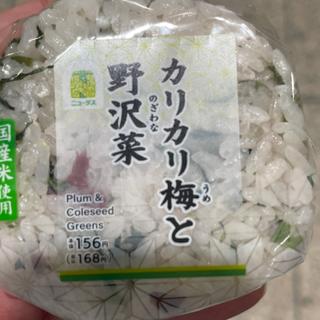 カリカリ梅と
うめ
野沢菜
のざわな
ニューデイズ
国産米使用
Plum &
Coleseed
Greens
本体156円
(税込168円)